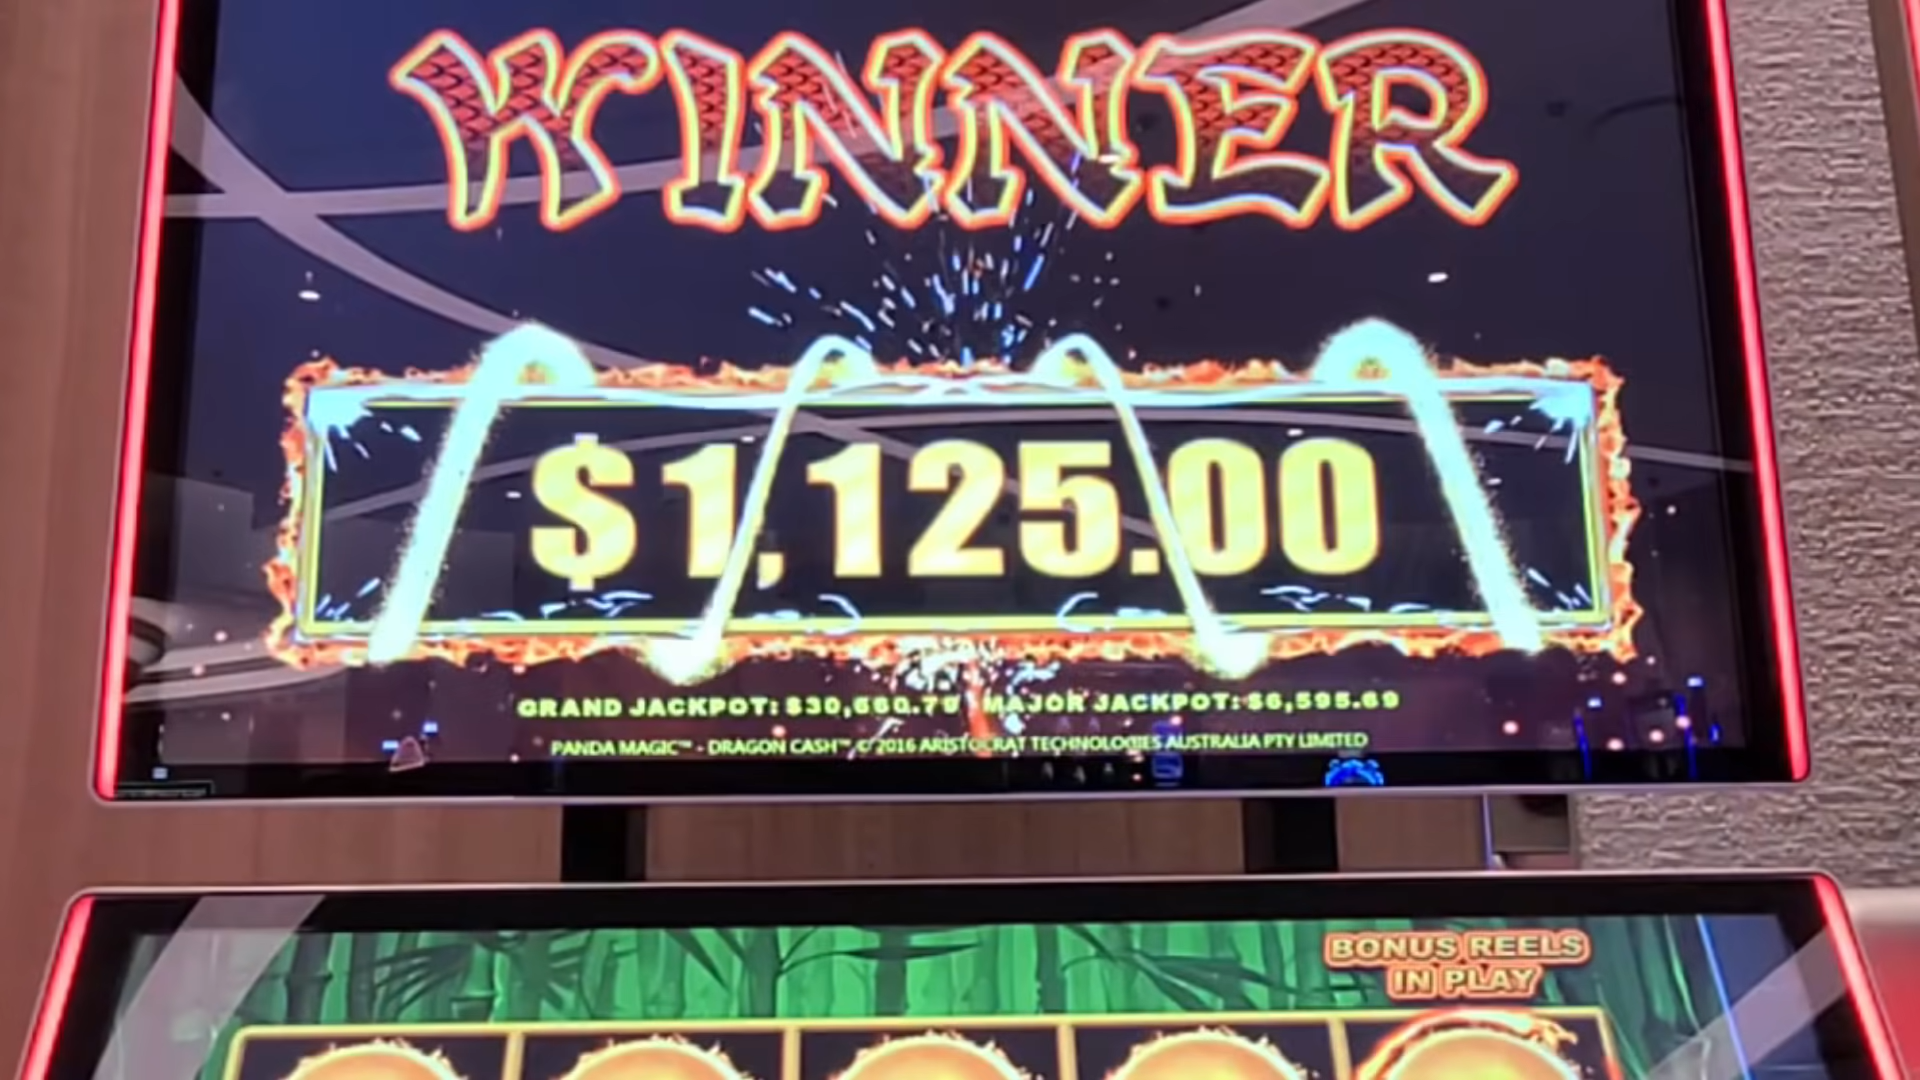 WINNER
$1,125.00
GRAND JACKPOT: $30,660.79 MAJOR JACKPOT: $6,595.69
PANDA MAGIC™ - DRAGON CASH™, © 2016 ARISTOCRAT TECHNOLOGIES AUSTRALIA PTY LIMITED
BONUS REELS
IN PLAY